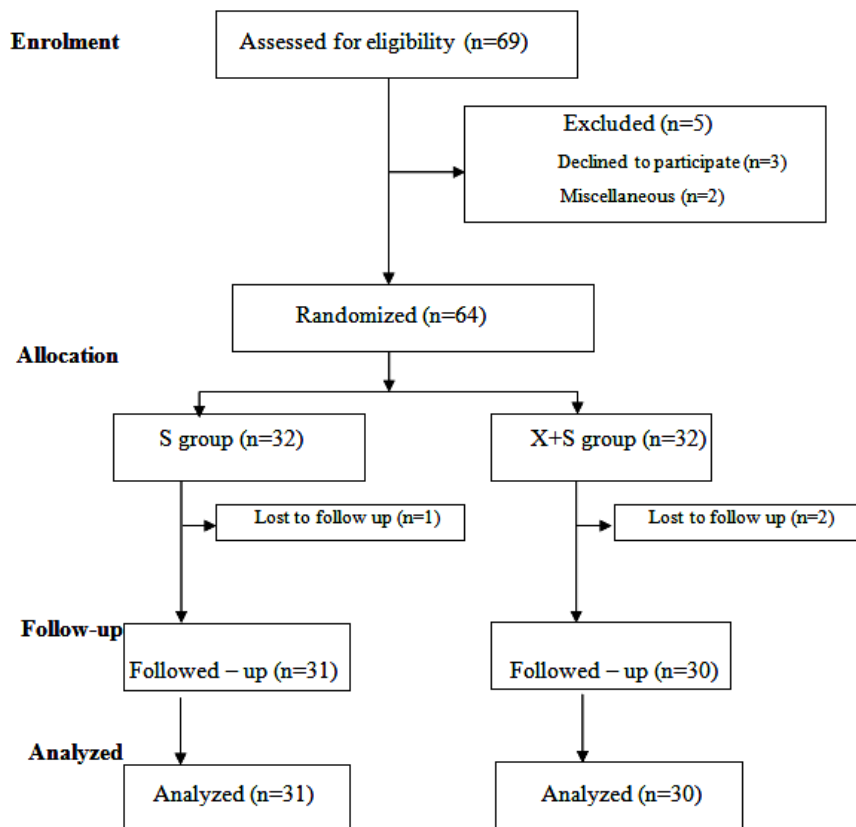 Enrolment
Assessed for eligibility (n=69)
Excluded (n=5)
Declined to participate (n=3)
Miscellaneous (n=2)
Randomized (n=64)
Allocation
S group (n=32)
X+S group (n=32)
Lost to follow up (n=1)
Lost to follow up (n=2)
Follow-up
Followed – up (n=31)
Followed – up (n=30)
Analyzed
Analyzed (n=31)
Analyzed (n=30)